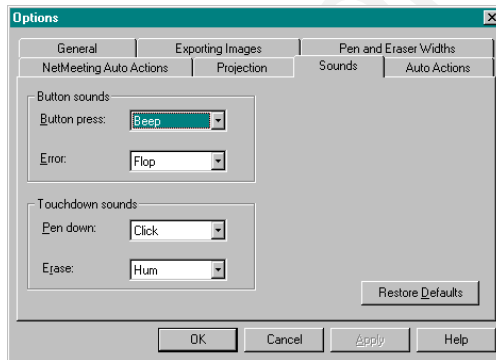 Options
General Exporting Images Pen and Eraser Widths
NetMeeting Auto Actions Projection Sounds Auto Actions
Button sounds
Button press: Beep
Error: Flop
Touchdown sounds
Pen down: Click
Erase: Hum
Restore Defaults
OK Cancel Apply Help